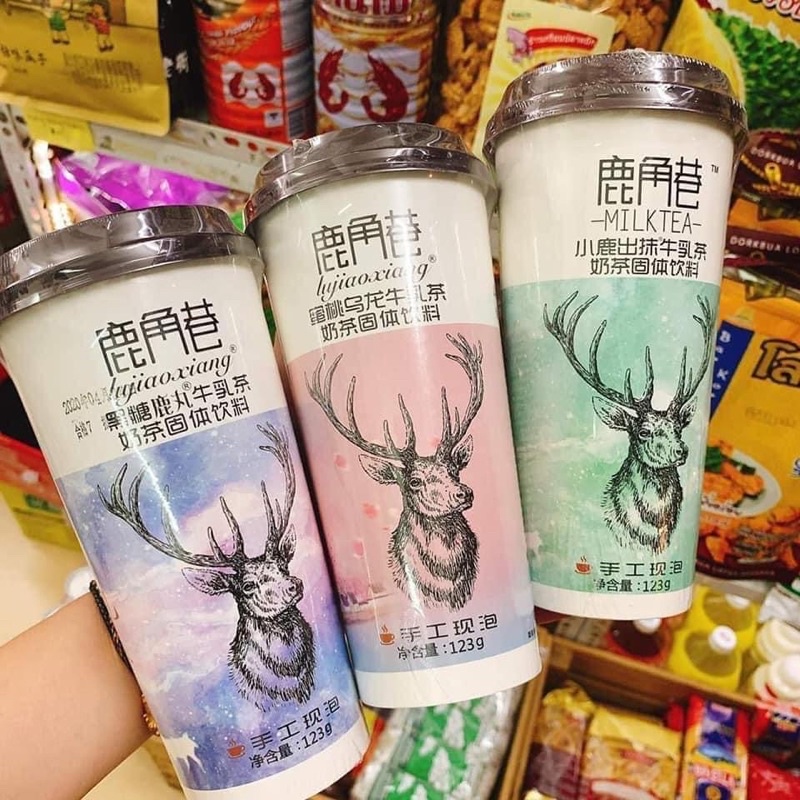 鹿角巷®
lujiaoxiang
黑糖鹿丸®牛乳茶
奶茶固体饮料
手工现泡
净含量:123g
鹿角巷®
lujiaoxiang
蜜桃乌龙牛乳茶
奶茶固体饮料
手工现泡
净含量:123g
鹿角巷™
-MILKTEA-
小鹿出抹牛乳茶
奶茶固体饮料
手工现泡
净含量:123g